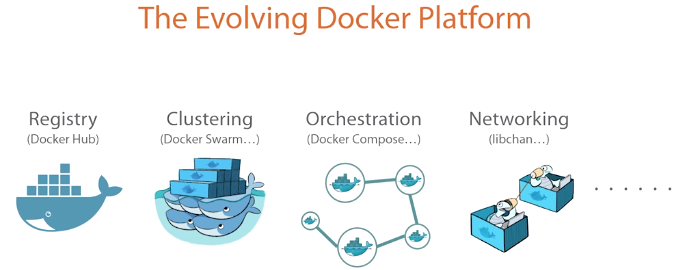 The Evolving Docker Platform
Registry
(Docker Hub)
Clustering
(Docker Swarm...)
Orchestration
(Docker Compose...)
Networking
(libchan...)